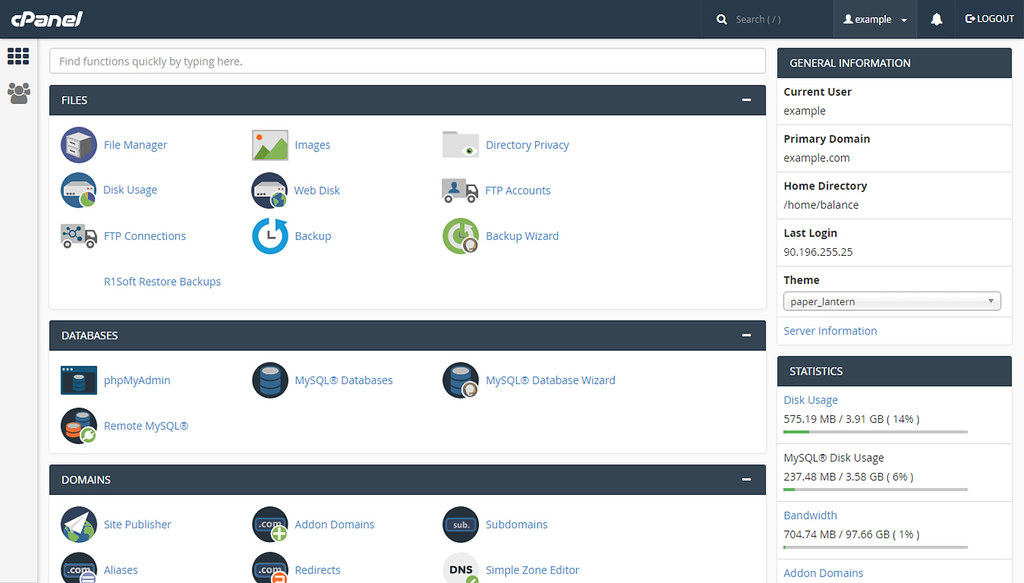 cPanel
Search ( / )
example
LOGOUT
Find functions quickly by typing here.
FILES
File Manager
Images
Directory Privacy
Disk Usage
Web Disk
FTP Accounts
FTP Connections
Backup
Backup Wizard
R1Soft Restore Backups
DATABASES
phpMyAdmin
MySQL® Databases
MySQL® Database Wizard
Remote MySQL®
DOMAINS
Site Publisher
.com
Addon Domains
sub.
Subdomains
.com
Aliases
.com
Redirects
DNS
Simple Zone Editor
GENERAL INFORMATION
Current User
example
Primary Domain
example.com
Home Directory
/home/balance
Last Login
90.196.255.25
Theme
paper_lantern
Server Information
STATISTICS
Disk Usage
575.19 MB / 3.91 GB ( 14% )
MySQL® Disk Usage
237.48 MB / 3.58 GB ( 6% )
Bandwidth
704.74 MB / 97.66 GB ( 1% )
Addon Domains